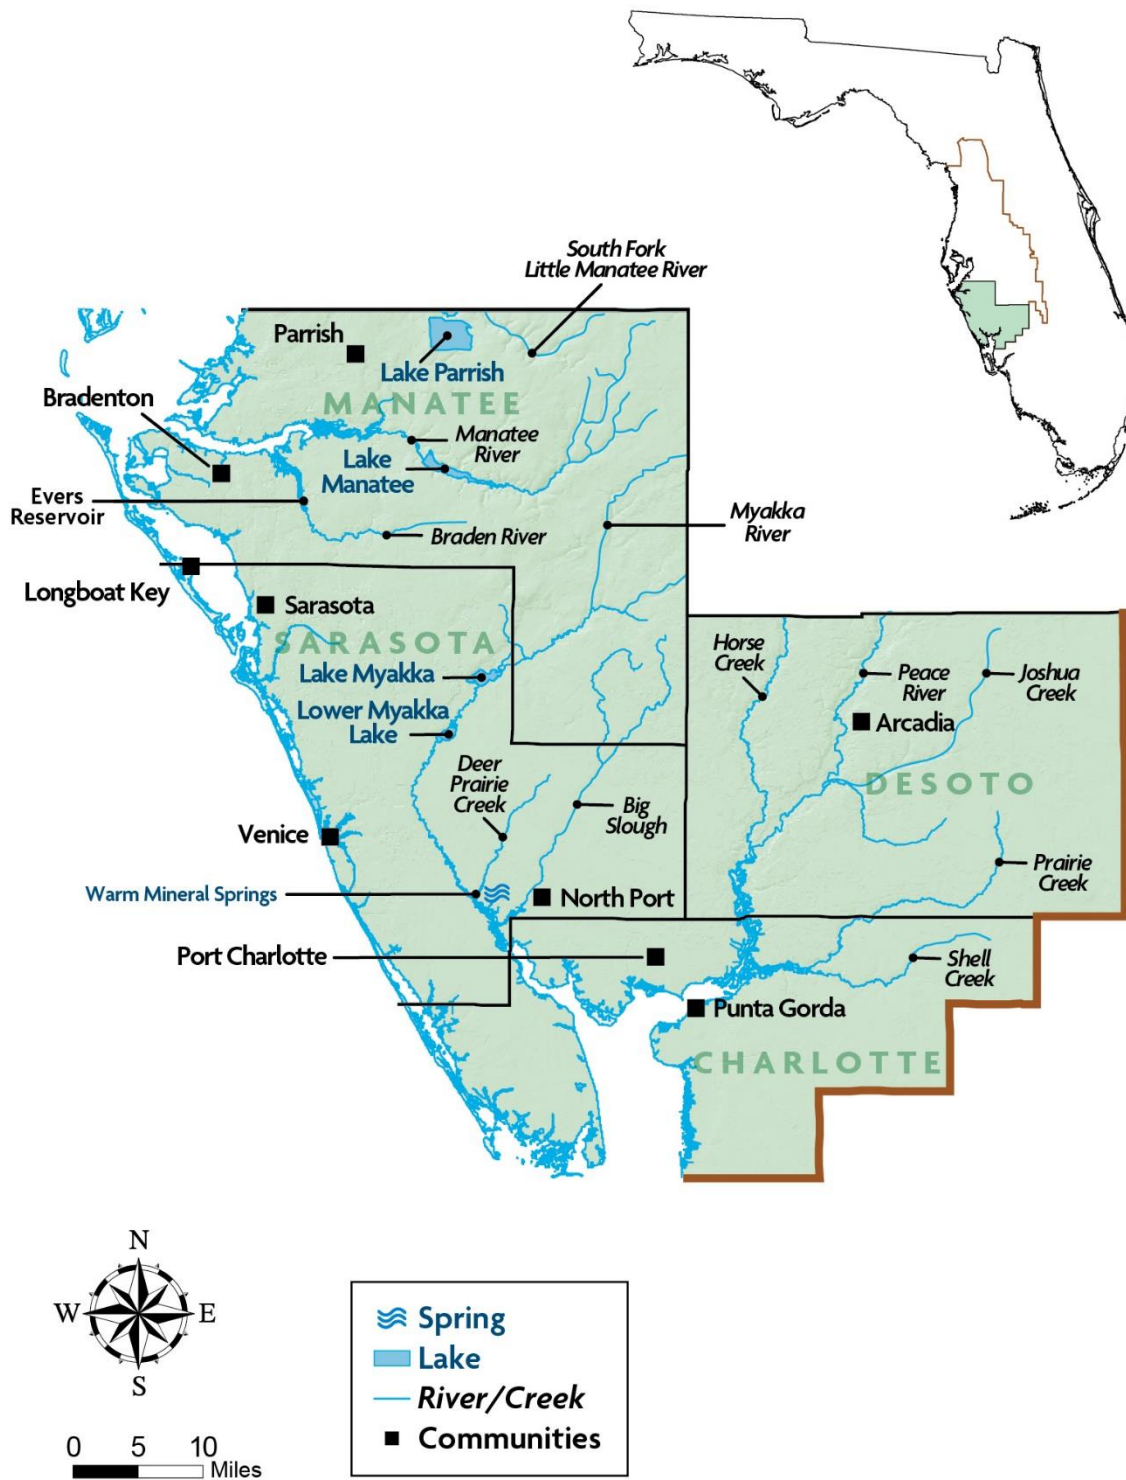 South Fork
Little Manatee River
Parrish
Lake Parrish
MANATEE
Bradenton
Manatee
River
Lake
Manatee
Evers
Reservoir
Braden River
Myakka
River
Longboat Key
Sarasota
SARASOTA
Horse
Creek
Peace
River
Joshua
Creek
Lake Myakka
Lower Myakka
Lake
Arcadia
Deer
Prairie
Creek
DESOTO
Big
Slough
Venice
Prairie
Creek
Warm Mineral Springs
North Port
Port Charlotte
Shell
Creek
Punta Gorda
CHARLOTTE
N
W E
S
Spring
Lake
River/Creek
Communities
0 5 10
Miles